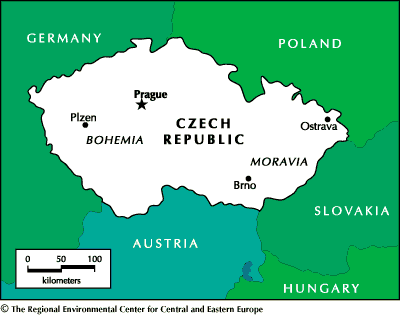 GERMANY
POLAND
Prague
Plzen
CZECH
REPUBLIC
Ostrava
BOHEMIA
MORAVIA
Brno
SLOVAKIA
AUSTRIA
0 50 100
kilometers
HUNGARY
© The Regional Environmental Center for Central and Eastern Europe